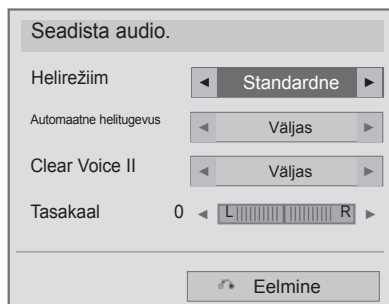 Seadista audio.
Helirežiim ◄ Standardne ►
Automaatne helitugevus ◄ Väljas ►
Clear Voice II ◄ Väljas ►
Tasakaal 0 ◄ L R ►
Eelmine